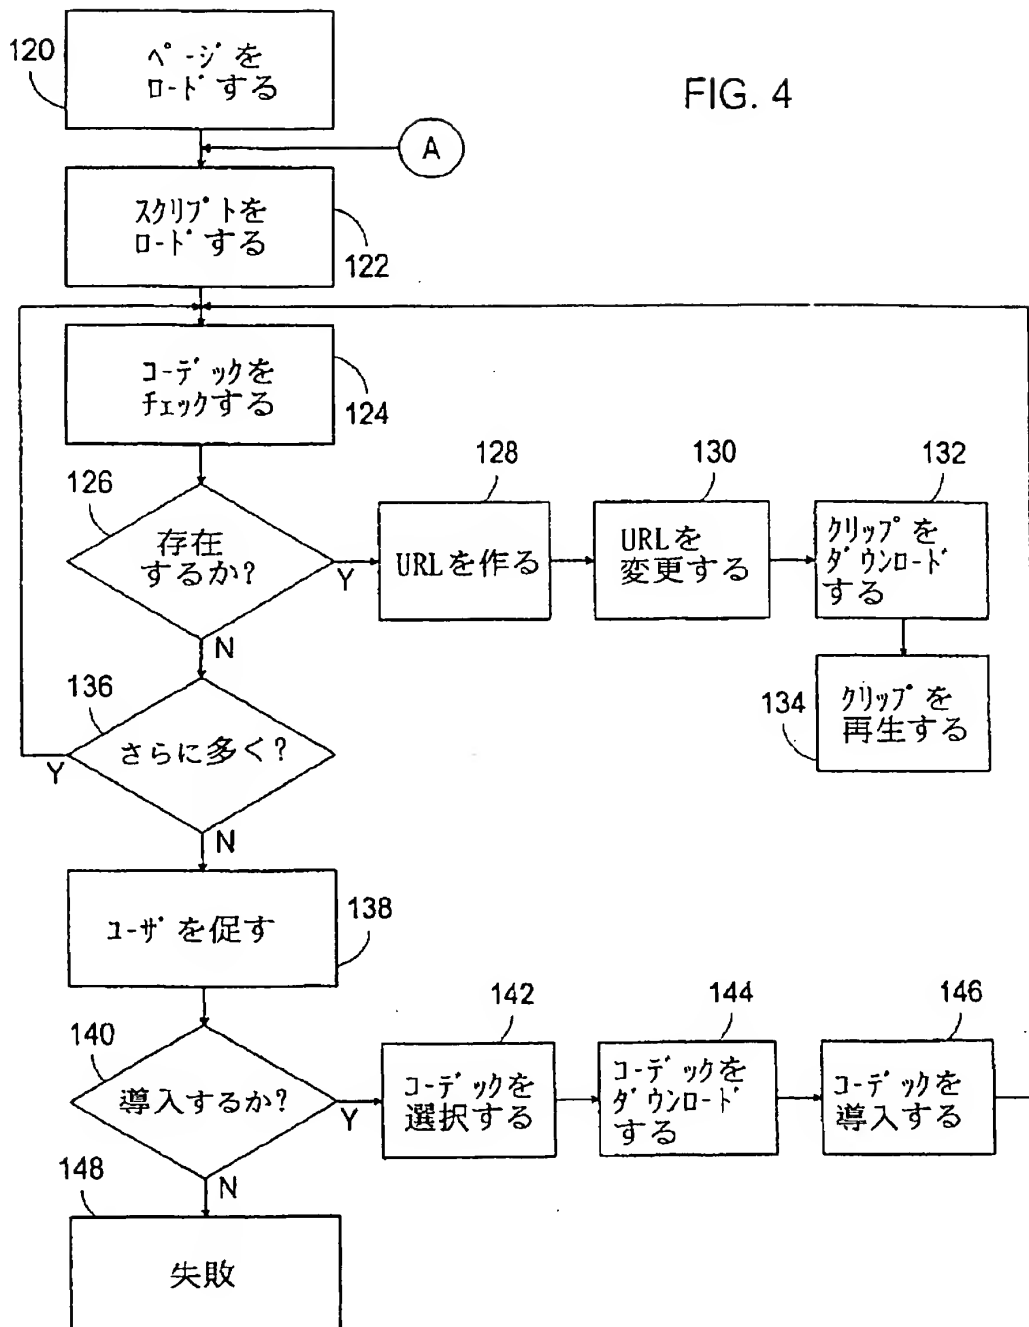 FIG. 4
120
ﾍﾟｰｼﾞを
ﾛｰﾄﾞする
A
ｽｸﾘﾌﾟﾄを
ﾛｰﾄﾞする
122
ｺｰﾃﾞｯｸを
ﾁｪｯｸする
124
126
存在
するか?
Y
N
128
URLを作る
130
URLを
変更する
132
ｸﾘｯﾌﾟを
ﾀﾞｳﾝﾛｰﾄﾞ
する
134
ｸﾘｯﾌﾟを
再生する
136
さらに多く?
Y
N
ﾕｰｻﾞを促す
138
140
導入するか?
Y
N
142
ｺｰﾃﾞｯｸを
選択する
144
ｺｰﾃﾞｯｸを
ﾀﾞｳﾝﾛｰﾄﾞ
する
146
ｺｰﾃﾞｯｸを
導入する
148
失敗